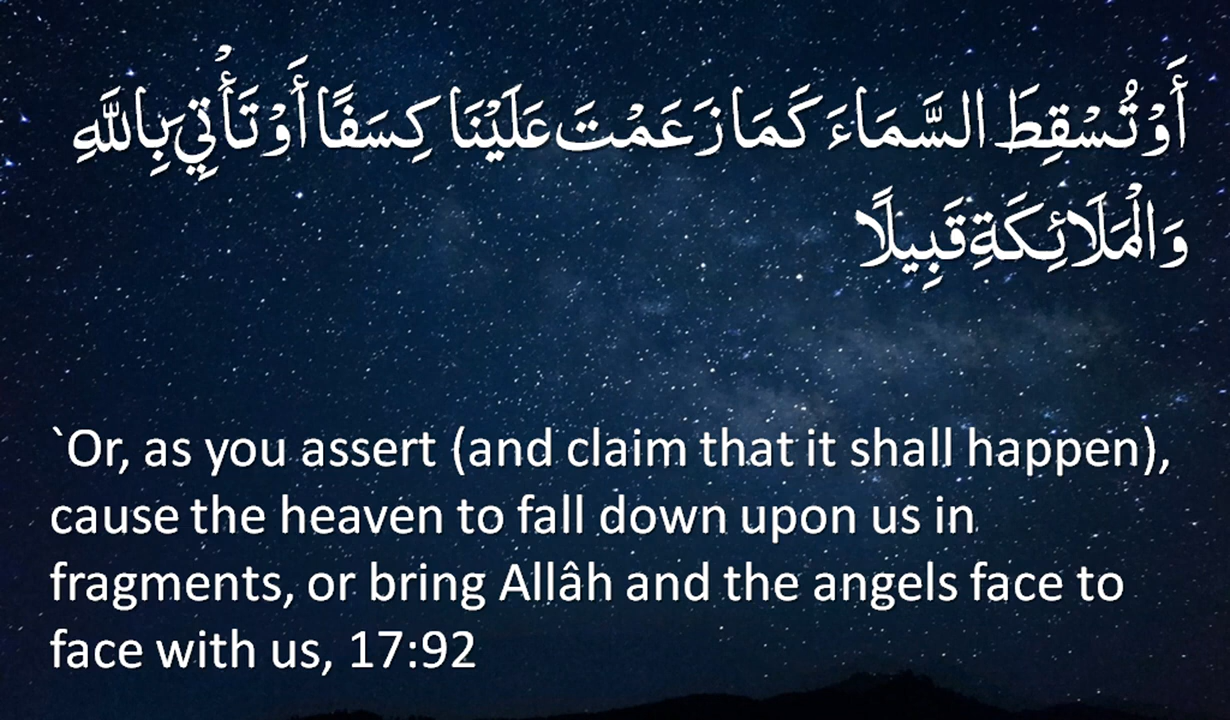 أَوْ تُسْقِطَ السَّمَاءَ كَمَا زَعَمْتَ عَلَيْنَا كِسَفًا أَوْ تَأْتِيَ بِاللَّهِ
وَالْمَلَائِكَةِ قَبِيلًا
`Or, as you assert (and claim that it shall happen),
cause the heaven to fall down upon us in
fragments, or bring Allâh and the angels face to
face with us, 17:92